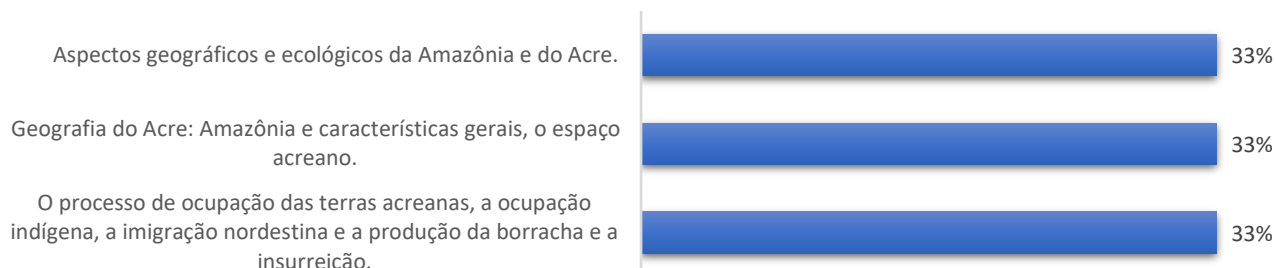 Aspectos geográficos e ecológicos da Amazônia e do Acre.
33%
Geografia do Acre: Amazônia e características gerais, o espaço
acreano.
33%
O processo de ocupação das terras acreanas, a ocupação
indígena, a imigração nordestina e a produção da borracha e a
insurreição.
33%